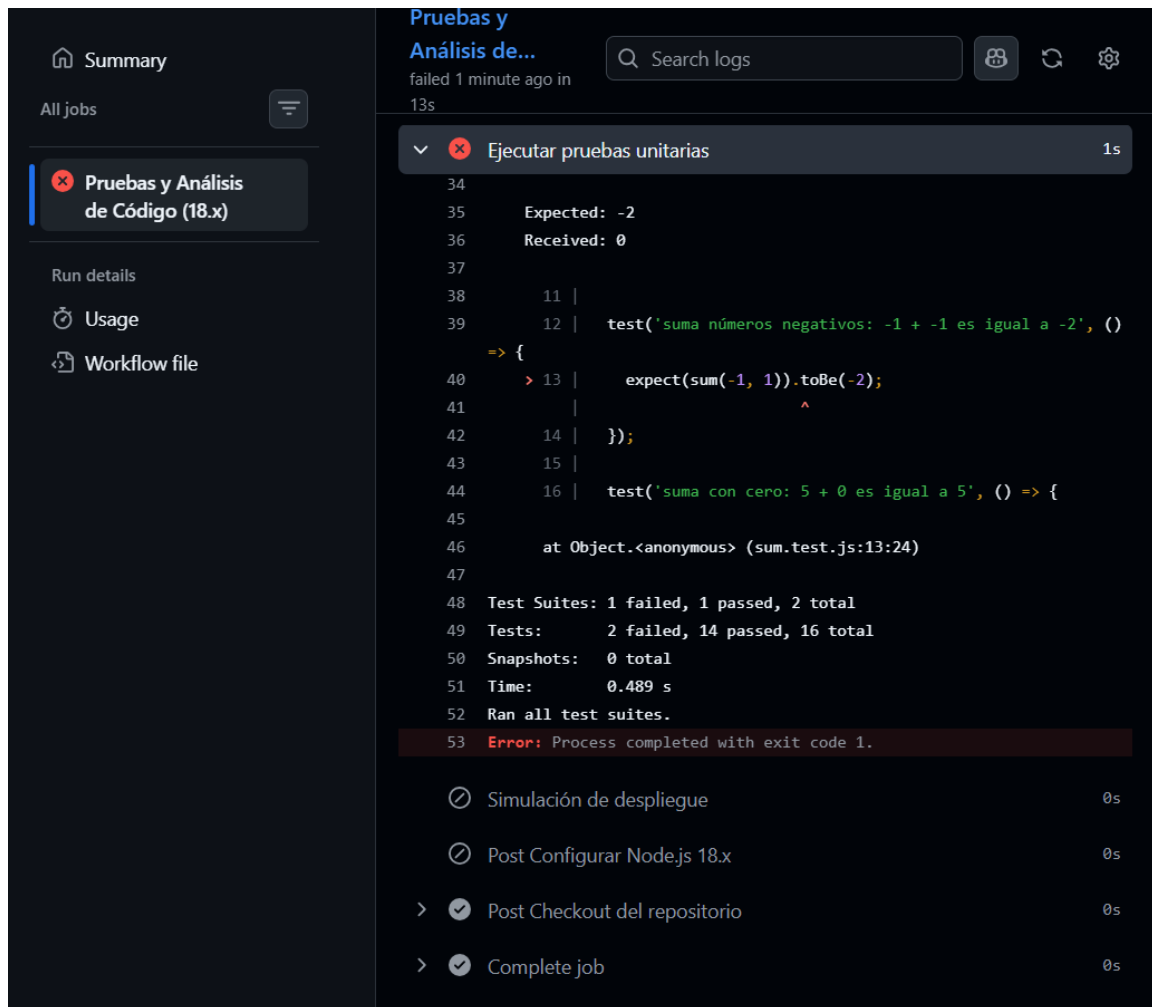 Summary
All jobs
Pruebas y Análisis
de Código (18.x)
Run details
Usage
Workflow file
Pruebas y
Análisis de...
failed 1 minute ago in
13s
Search logs
Ejecutar pruebas unitarias 1s
34
35 Expected: -2
36 Received: 0
37
38 11 |
39 12 | test('suma números negativos: -1 + -1 es igual a -2', ()
=> {
40 > 13 | expect(sum(-1, 1)).toBe(-2);
41 | ^
42 14 | });
43 15 |
44 16 | test('suma con cero: 5 + 0 es igual a 5', () => {
45
46 at Object.<anonymous> (sum.test.js:13:24)
47
48 Test Suites: 1 failed, 1 passed, 2 total
49 Tests: 2 failed, 14 passed, 16 total
50 Snapshots: 0 total
51 Time: 0.489 s
52 Ran all test suites.
53 Error: Process completed with exit code 1.
Simulación de despliegue 0s
Post Configurar Node.js 18.x 0s
Post Checkout del repositorio 0s
Complete job 0s